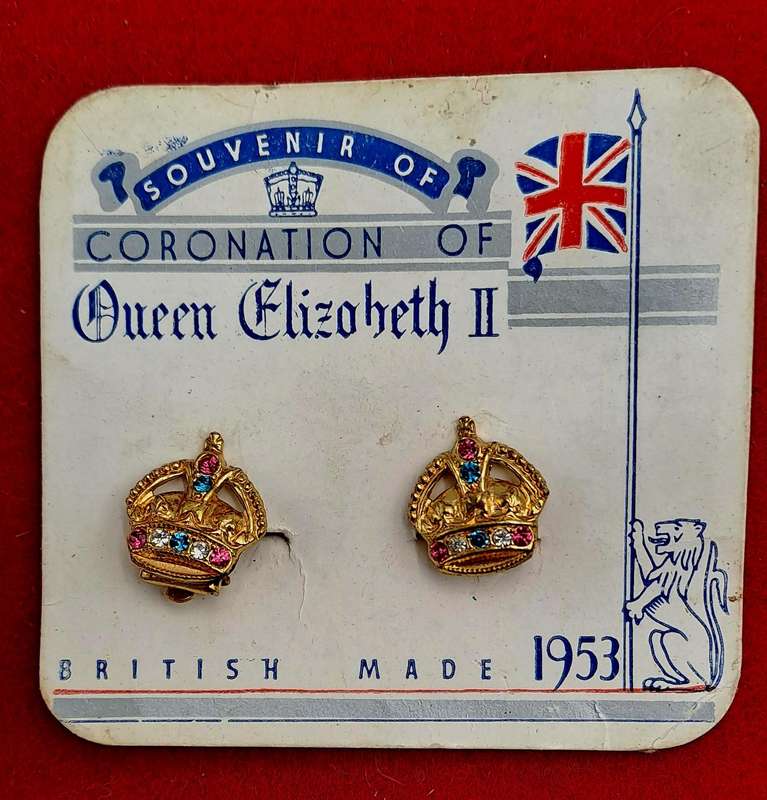 SOUVENIR OF
CORONATION OF
Queen Elizabeth II
BRITISH MADE 1953